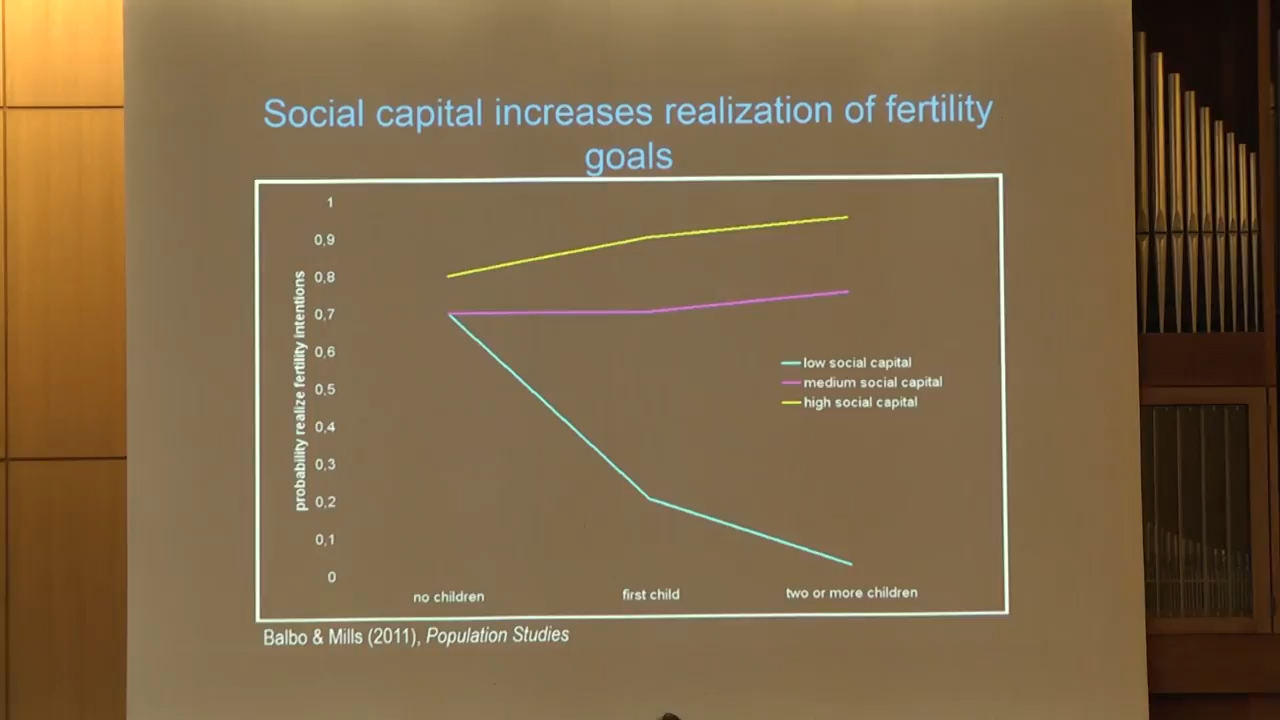 Social capital increases realization of fertility
goals
probability realize fertility intentions
1
0,9
0,8
0,7
0,6
0,5
0,4
0,3
0,2
0,1
0
low social capital
medium social capital
high social capital
no children
first child
two or more children
Balbo & Mills (2011), Population Studies